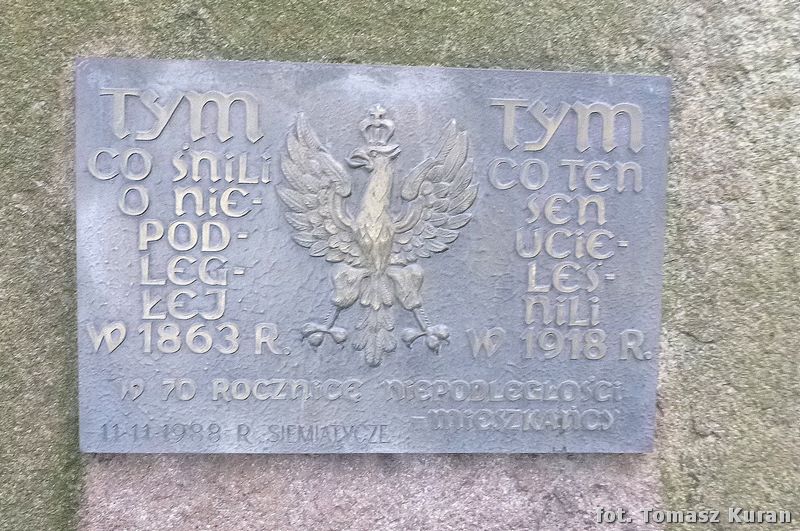 TYM
CO ŚNILI
O NIE-
POD-
LEG-
ŁEJ
W 1863 R.
TYM
CO TEN
SEN
UCIE-
LEŚ-
NILI
W 1918 R.
W 70 ROCZNICĘ NIEPODLEGŁOŚCI
-MIESZKAŃCY
11-11-1988-R. SIEMIATYCZE
fot. Tomasz Kuran